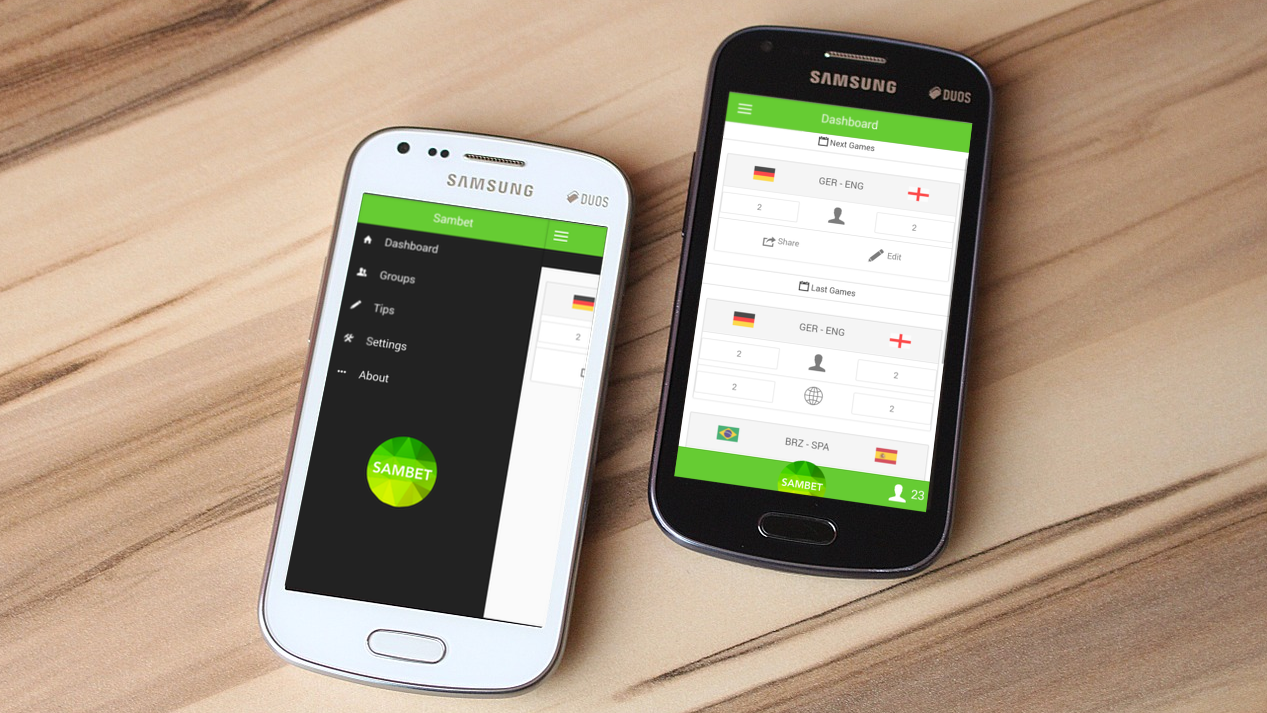 SAMSUNG
DUOS
Sambet
Dashboard
Groups
Tips
Settings
About
2
SAMBET
SAMSUNG
DUOS
Dashboard
Next Games
GER - ENG
2
2
Share
Edit
Last Games
GER - ENG
2
2
2
2
BRZ - SPA
SAMBET
23